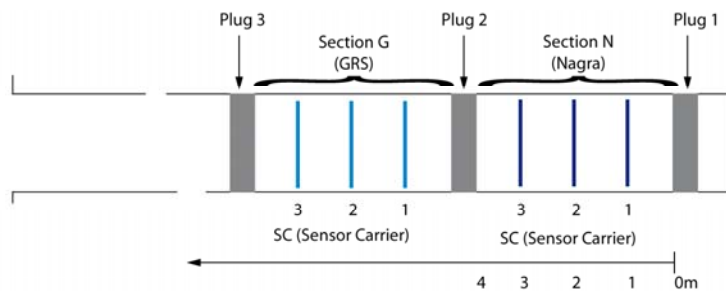 Plug 3 Plug 2 Plug 1
Section G Section N
(GRS) (Nagra)
3 2 1 3 2 1
SC (Sensor Carrier) SC (Sensor Carrier)
4 3 2 1 0m